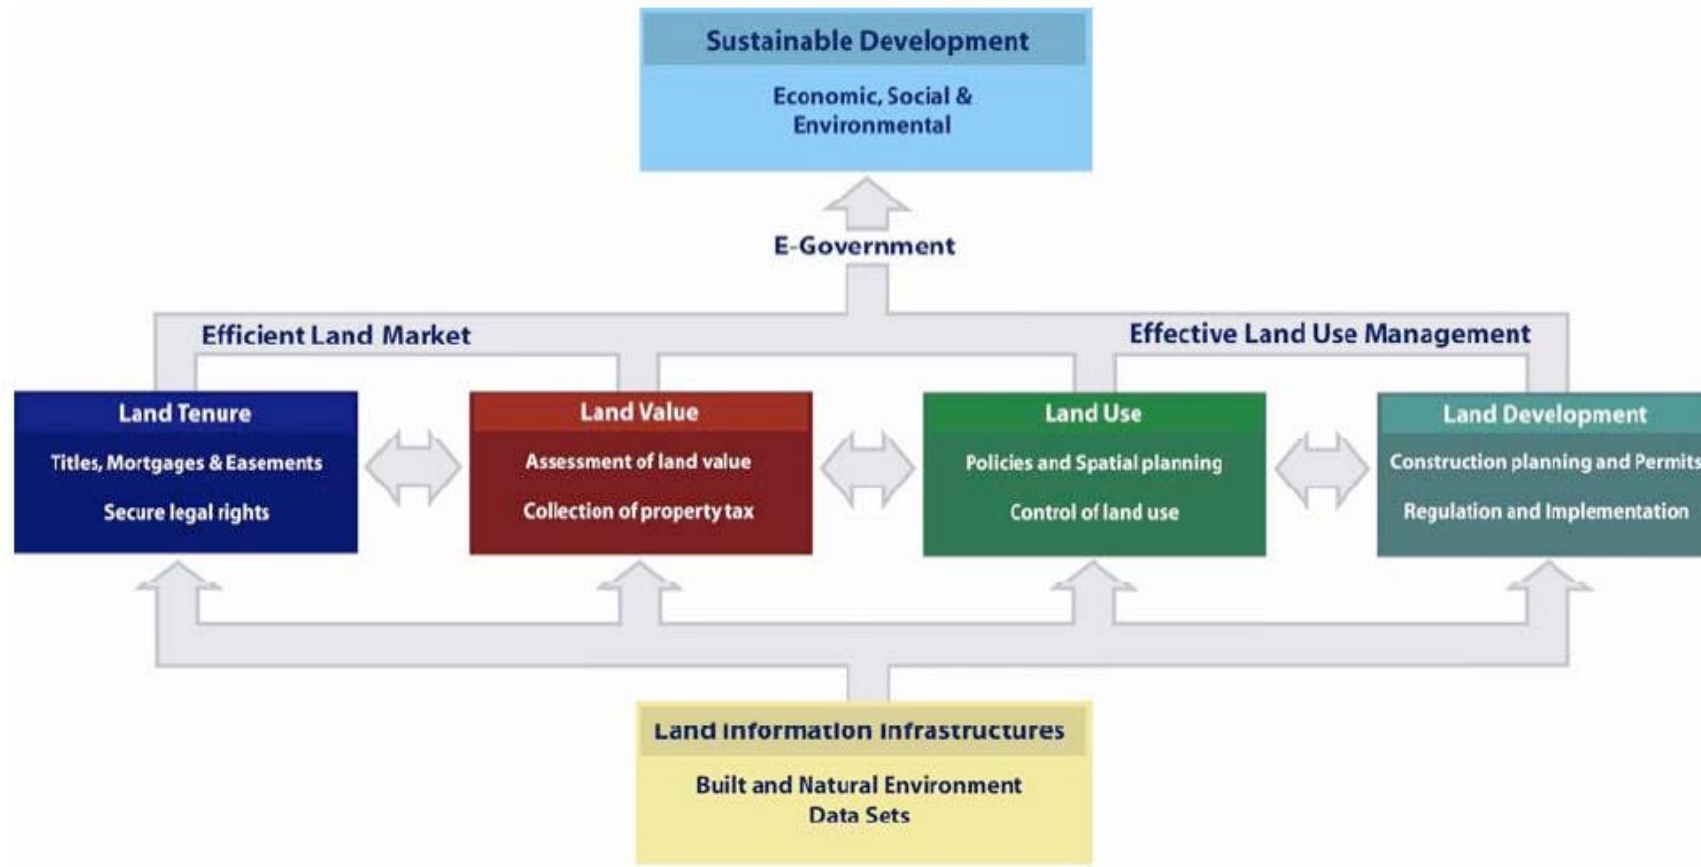 Sustainable Development
Economic, Social &
Environmental
E-Government
Efficient Land Market
Effective Land Use Management
Land Tenure
Titles, Mortgages & Easements
Secure legal rights
Land Value
Assessment of land value
Collection of property tax
Land Use
Policies and Spatial planning
Control of land use
Land Development
Construction planning and Permits
Regulation and Implementation
Land Information Infrastructures
Built and Natural Environment
Data Sets